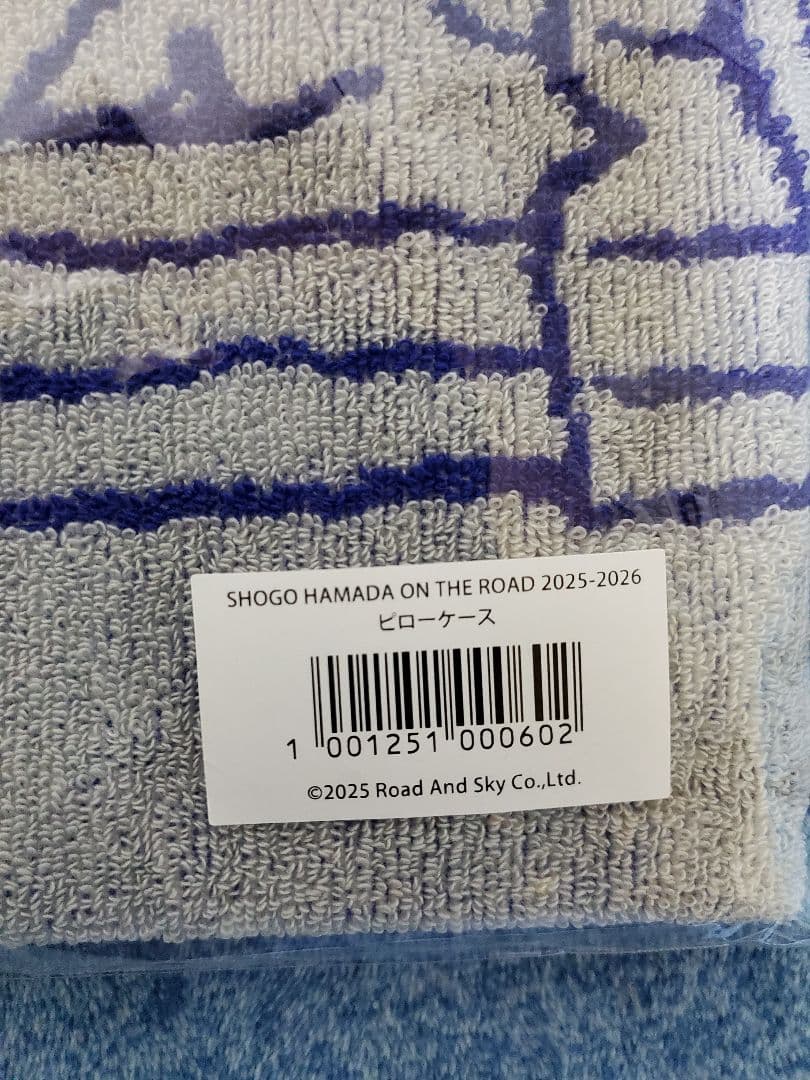 SHOGO HAMADA ON THE ROAD 2025-2026
ピローケース
1 001251 000602
©2025 Road And Sky Co.,Ltd.